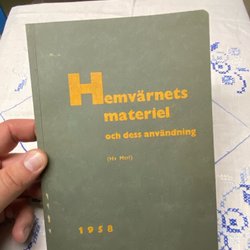 Hemvärnets
materiel
och dess användning
(Hv Mtrl)
1958